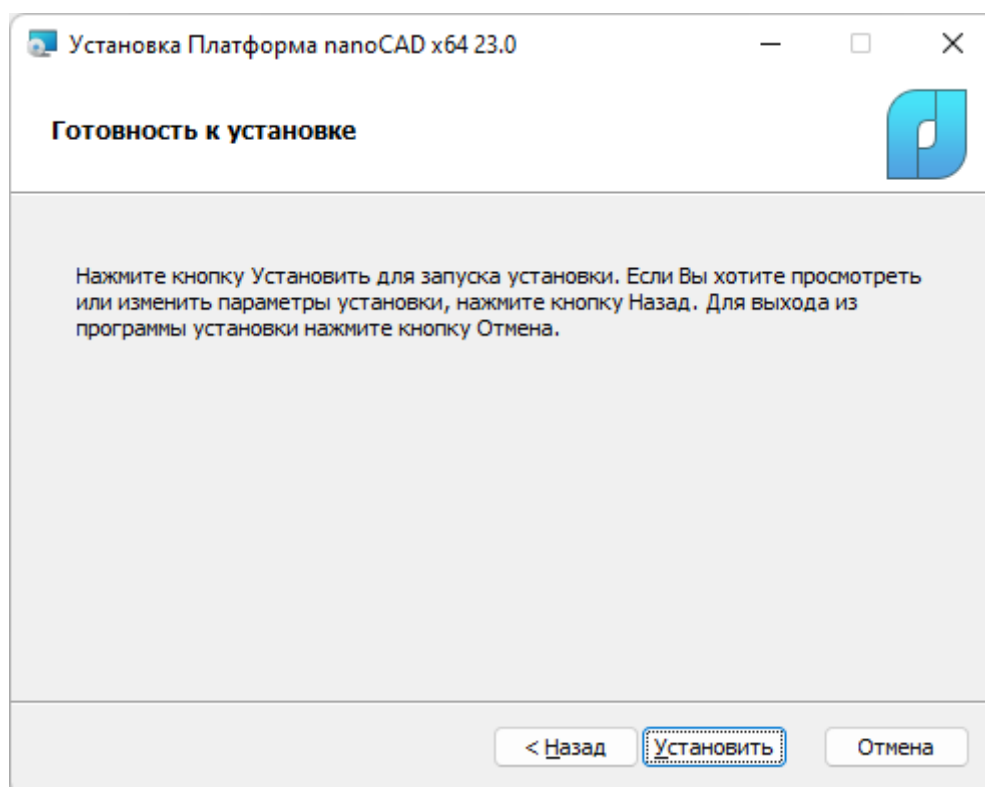 Установка Платформа nanoCAD x64 23.0
Готовность к установке
Нажмите кнопку Установить для запуска установки. Если Вы хотите просмотреть
или изменить параметры установки, нажмите кнопку Назад. Для выхода из
программы установки нажмите кнопку Отмена.
< Назад Установить Отмена